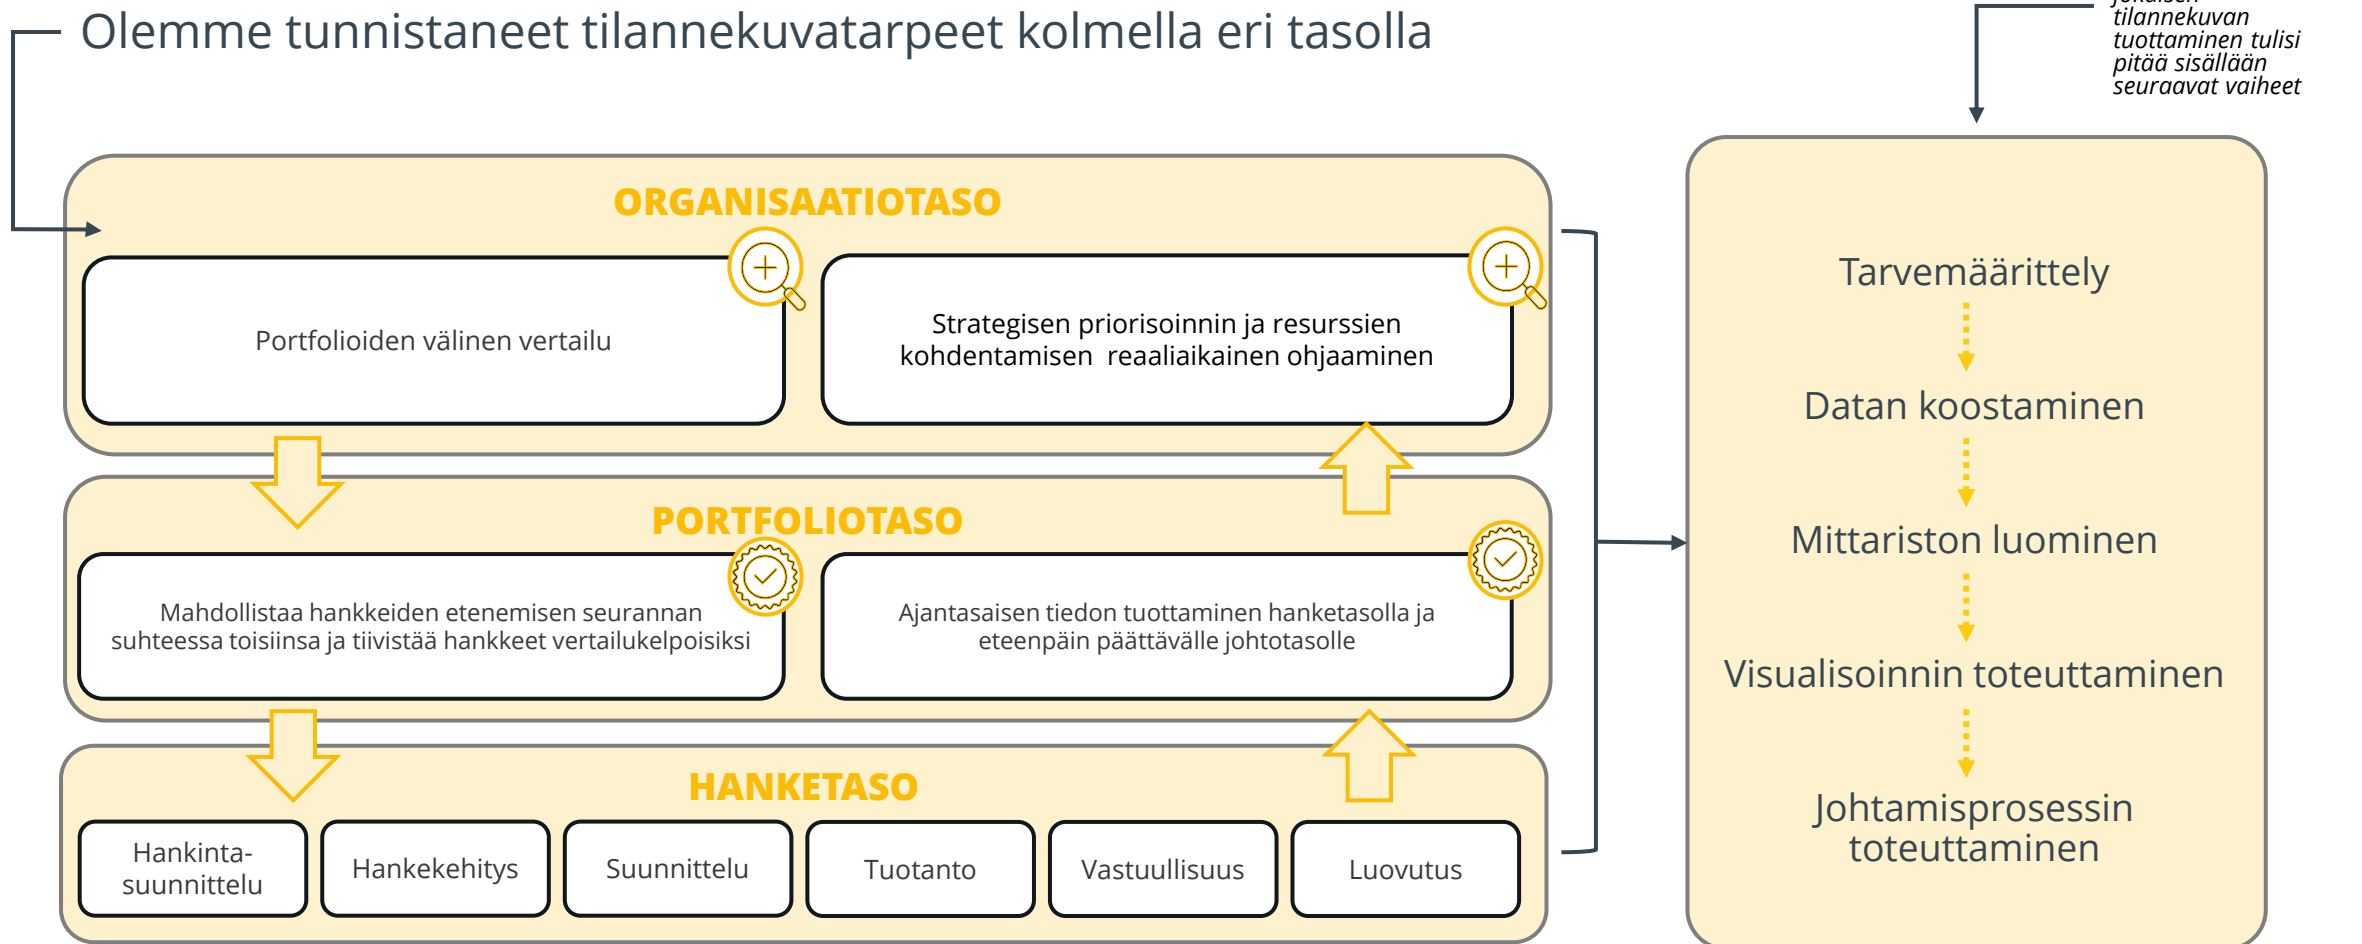 Olemme tunnistaneet tilannekuvatarpeet kolmella eri tasolla
tilannekuvan
tuottaminen tulisi
pitää sisällään
seuraavat vaiheet
ORGANISAATIOTASO
Portfolioiden välinen vertailu
Strategisen priorisoinnin ja resurssien
kohdentamisen reaaliaikainen ohjaaminen
PORTFOLIOTASO
Mahdollistaa hankkeiden etenemisen seurannan
suhteessa toisiinsa ja tiivistää hankkeet vertailukelpoisiksi
Ajantasaisen tiedon tuottaminen hanketasolla ja
eteenpäin päättävälle johtotasolle
HANKETASO
Hankinta-
suunnittelu
Hankekehitys
Suunnittelu
Tuotanto
Vastuullisuus
Luovutus
Tarvemäärittely
Datan koostaminen
Mittariston luominen
Visualisoinnin toteuttaminen
Johtamisprosessin
toteuttaminen